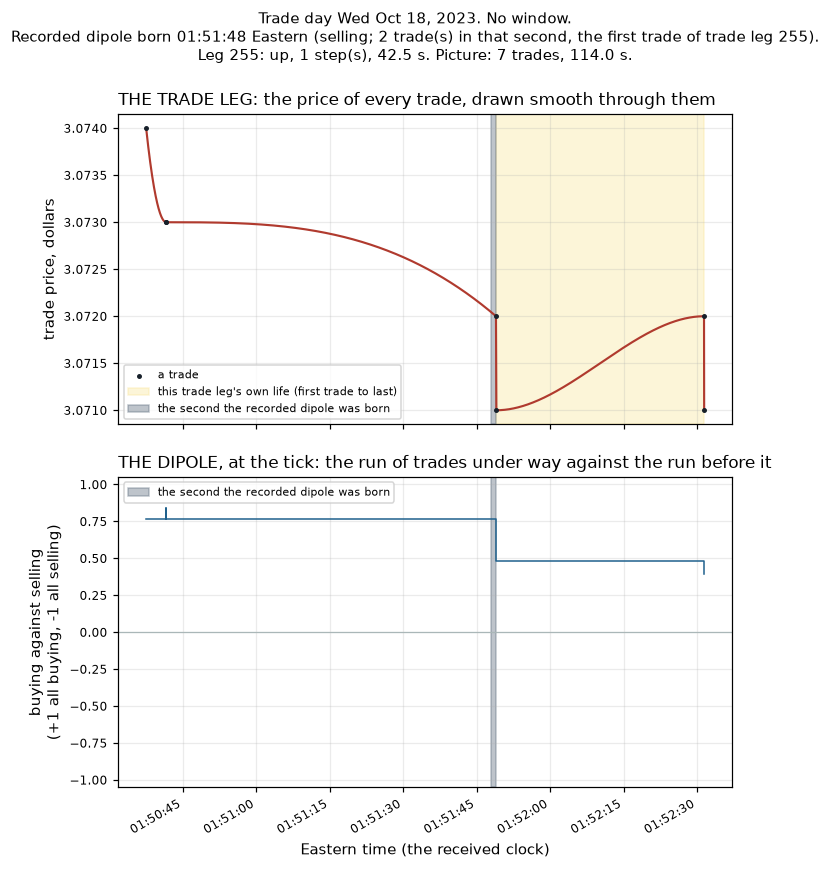 Trade day Wed Oct 18, 2023. No window.
Recorded dipole born 01:51:48 Eastern (selling; 2 trade(s) in that second, the first trade of trade leg 255).
Leg 255: up, 1 step(s), 42.5 s. Picture: 7 trades, 114.0 s.
THE TRADE LEG: the price of every trade, drawn smooth through them
trade price, dollars
3.0740
3.0735
3.0730
3.0725
3.0720
3.0715
3.0710
a trade
this trade leg's own life (first trade to last)
the second the recorded dipole was born
THE DIPOLE, at the tick: the run of trades under way against the run before it
buying against selling
(+1 all buying, -1 all selling)
1.00
0.75
0.50
0.25
0.00
−0.25
−0.50
−0.75
−1.00
the second the recorded dipole was born
01:50:45
01:51:00
01:51:15
01:51:30
01:51:45
01:52:00
01:52:15
01:52:30
Eastern time (the received clock)